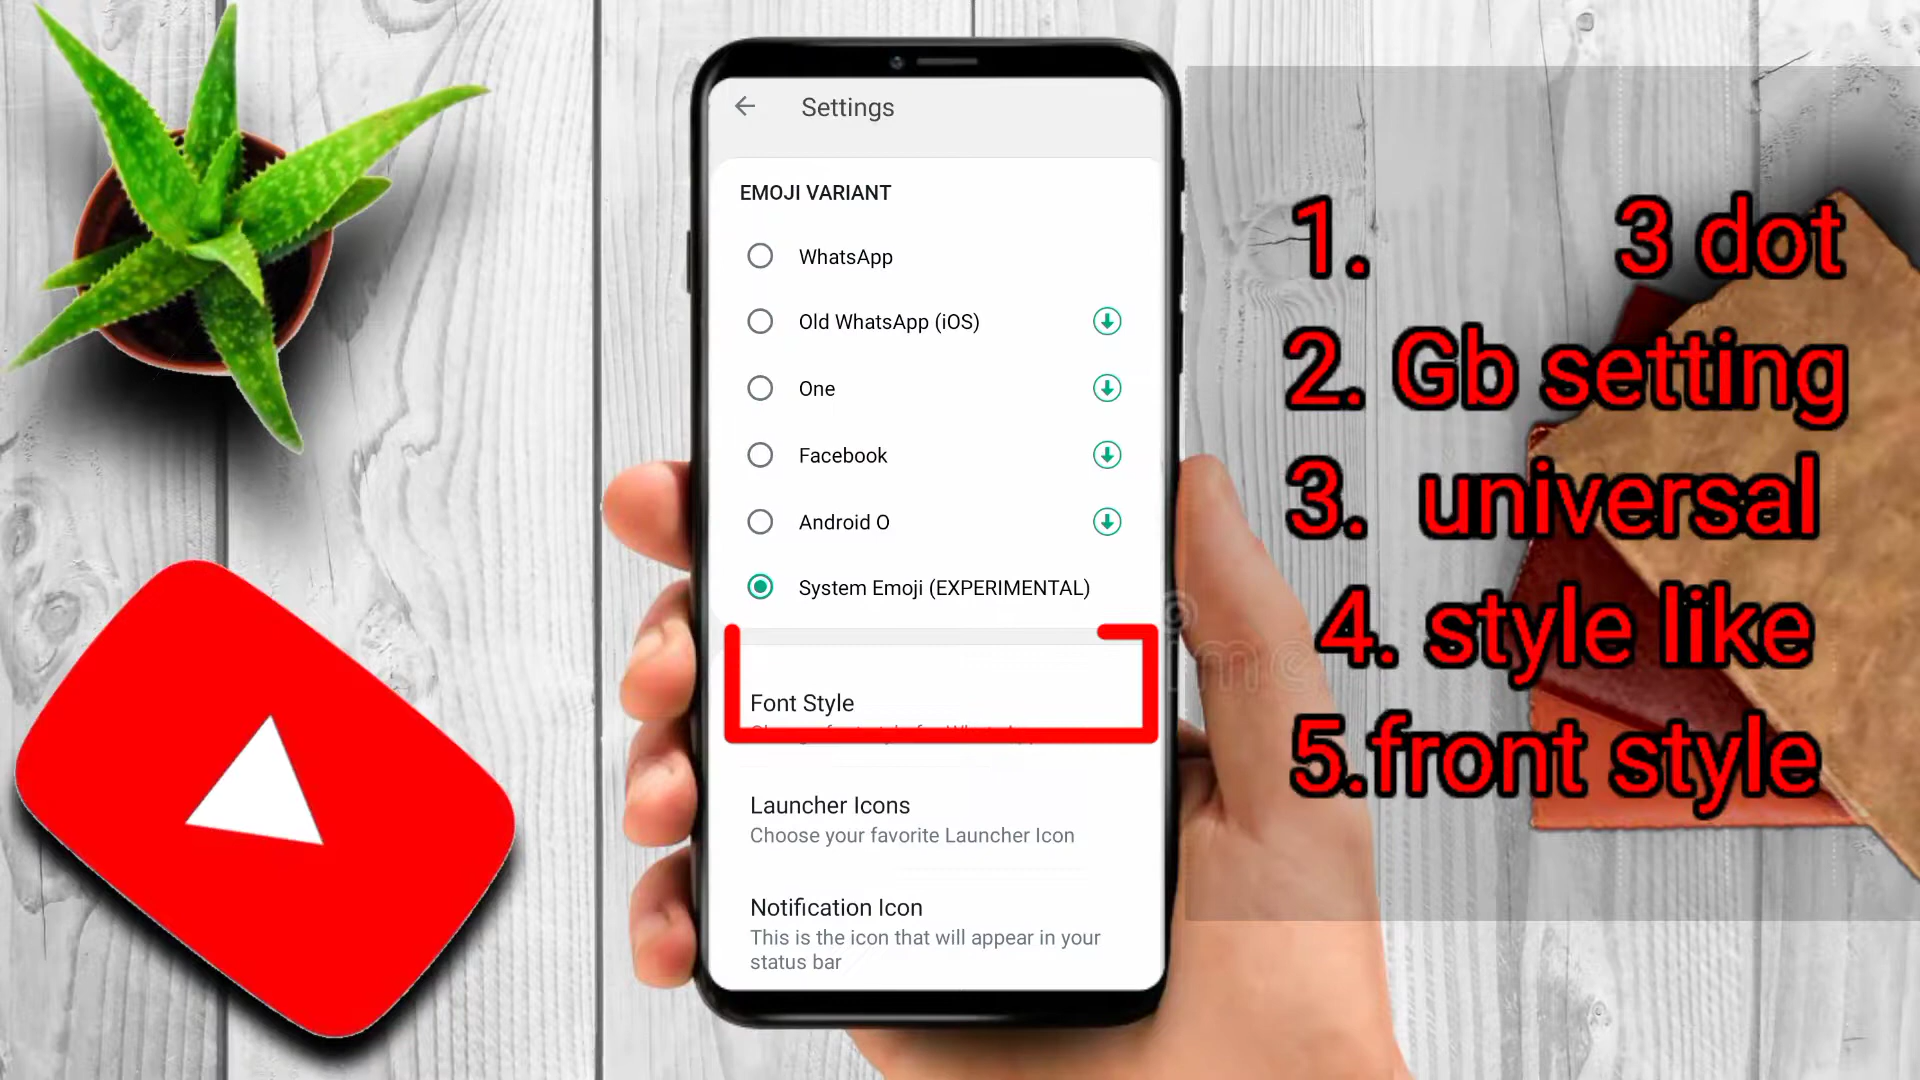 Settings
EMOJI VARIANT
WhatsApp
Old WhatsApp (iOS)
One
Facebook
Android O
System Emoji (EXPERIMENTAL)
Font Style
Launcher Icons
Choose your favorite Launcher Icon
Notification Icon
This is the icon that will appear in your
status bar
1. 3 dot
2. Gb setting
3. universal
4. style like
5.front style